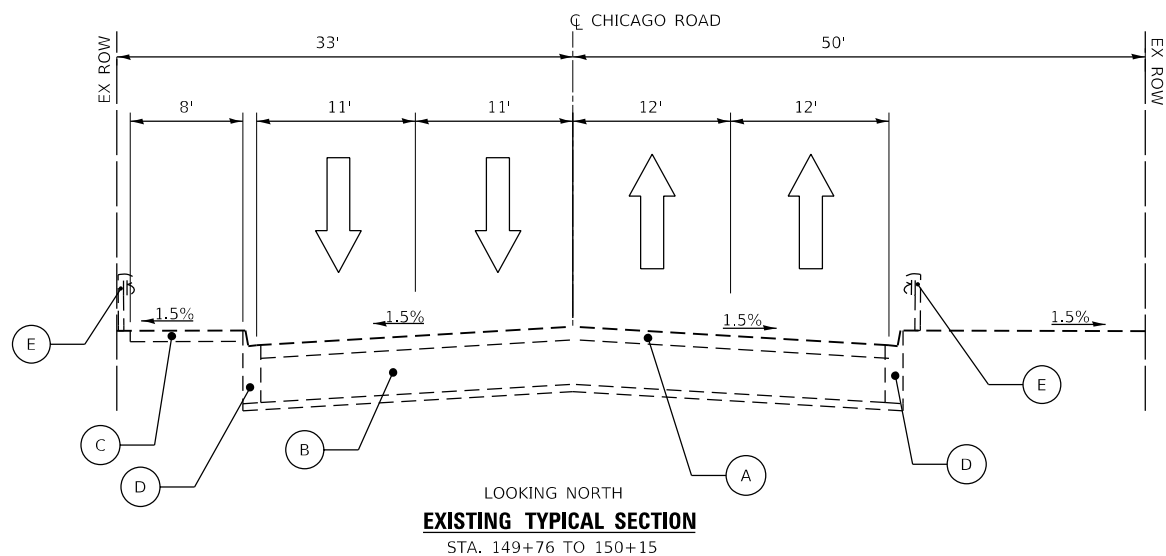 ℄ CHICAGO ROAD
33'
50'
EX ROW
EX ROW
8'
11'
11'
12'
12'
1.5%
1.5%
1.5%
1.5%
E
E
C
D
B
A
D
LOOKING NORTH
EXISTING TYPICAL SECTION
STA. 149+76 TO 150+15